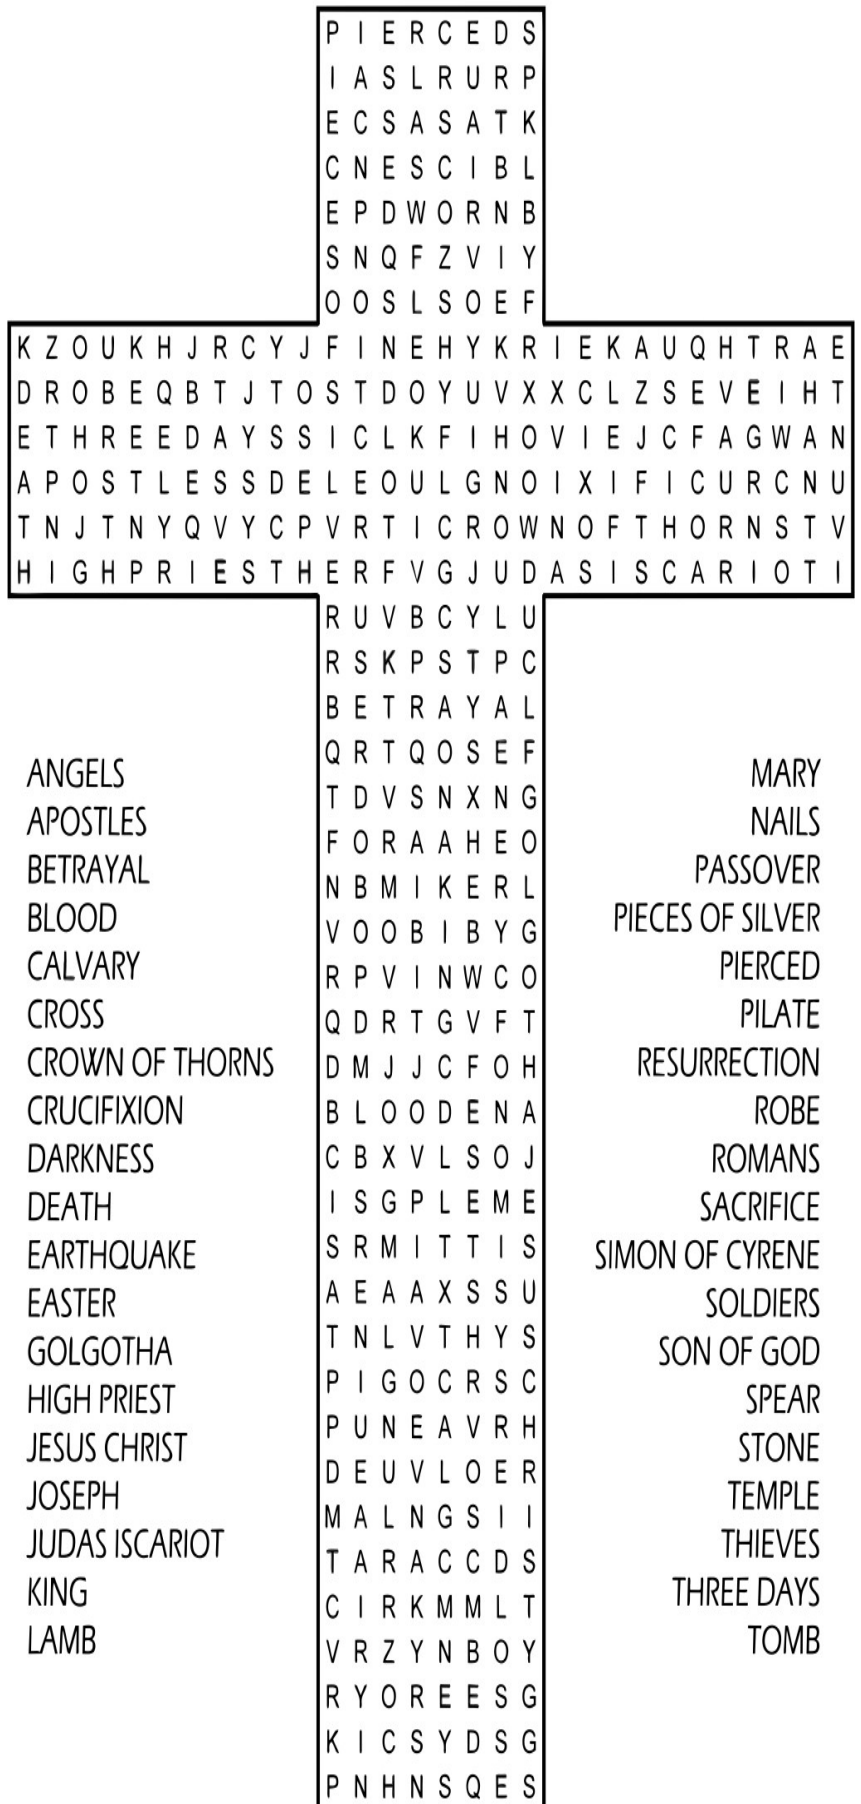 P I E R C E D S
I A S L R U R P
E C S A S A T K
C N E S C I B L
E P D W O R N B
S N Q F Z V I Y
O O S L S O E F
K Z O U K H J R C Y J F I N E H Y K R I E K A U Q H T R A E
D R O B E Q B T J T O S T D O Y U V X X C L Z S E V E I H T
E T H R E E D A Y S S I C L K F I H O V I E J C F A G W A N
A P O S T L E S S D E L E O U L G N O I X I F I C U R C N U
T N J T N Y Q V Y C P V R T I C R O W N O F T H O R N S T V
H I G H P R I E S T H E R F V G J U D A S I S C A R I O T I
R U V B C Y L U
R S K P S T P C
B E T R A Y A L
Q R T Q O S E F
T D V S N X N G
F O R A A H E O
N B M I K E R L
V O O B I B Y G
R P V I N W C O
Q D R T G V F T
D M J J C F O H
B L O O D E N A
C B X V L S O J
I S G P L E M E
S R M I T T I S
A E A A X S S U
T N L V T H Y S
P I G O C R S C
P U N E A V R H
D E U V L O E R
M A L N G S I I
T A R A C C D S
C I R K M M L T
V R Z Y N B O Y
R Y O R E E S G
K I C S Y D S G
P N H N S Q E S
ANGELS
APOSTLES
BETRAYAL
BLOOD
CALVARY
CROSS
CROWN OF THORNS
CRUCIFIXION
DARKNESS
DEATH
EARTHQUAKE
EASTER
GOLGOTHA
HIGH PRIEST
JESUS CHRIST
JOSEPH
JUDAS ISCARIOT
KING
LAMB
MARY
NAILS
PASSOVER
PIECES OF SILVER
PIERCED
PILATE
RESURRECTION
ROBE
ROMANS
SACRIFICE
SIMON OF CYRENE
SOLDIERS
SON OF GOD
SPEAR
STONE
TEMPLE
THIEVES
THREE DAYS
TOMB